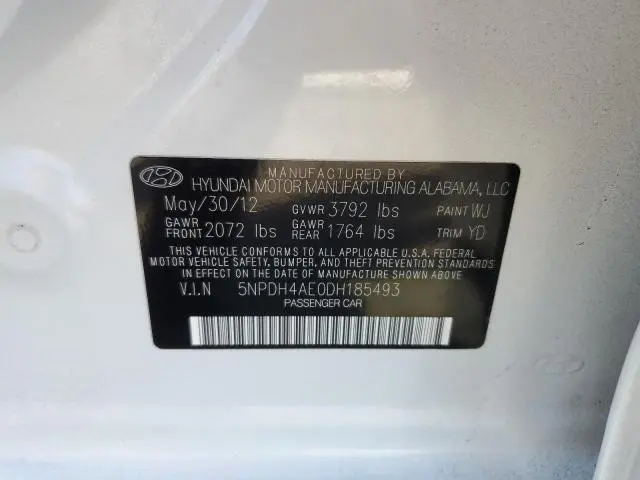 MANUFACTURED BY
HYUNDAI MOTOR MANUFACTURING ALABAMA, LLC
May/30/12 GVWR 3792 lbs PAINT WJ
GAWR FRONT 2072 lbs GAWR REAR 1764 lbs TRIM YD
THIS VEHICLE CONFORMS TO ALL APPLICABLE U.S.A. FEDERAL
MOTOR VEHICLE SAFETY, BUMPER, AND THEFT PREVENTION STANDARDS
IN EFFECT ON THE DATE OF MANUFACTURE SHOWN ABOVE.
V.I.N 5NPDH4AE0DH185493
PASSENGER CAR